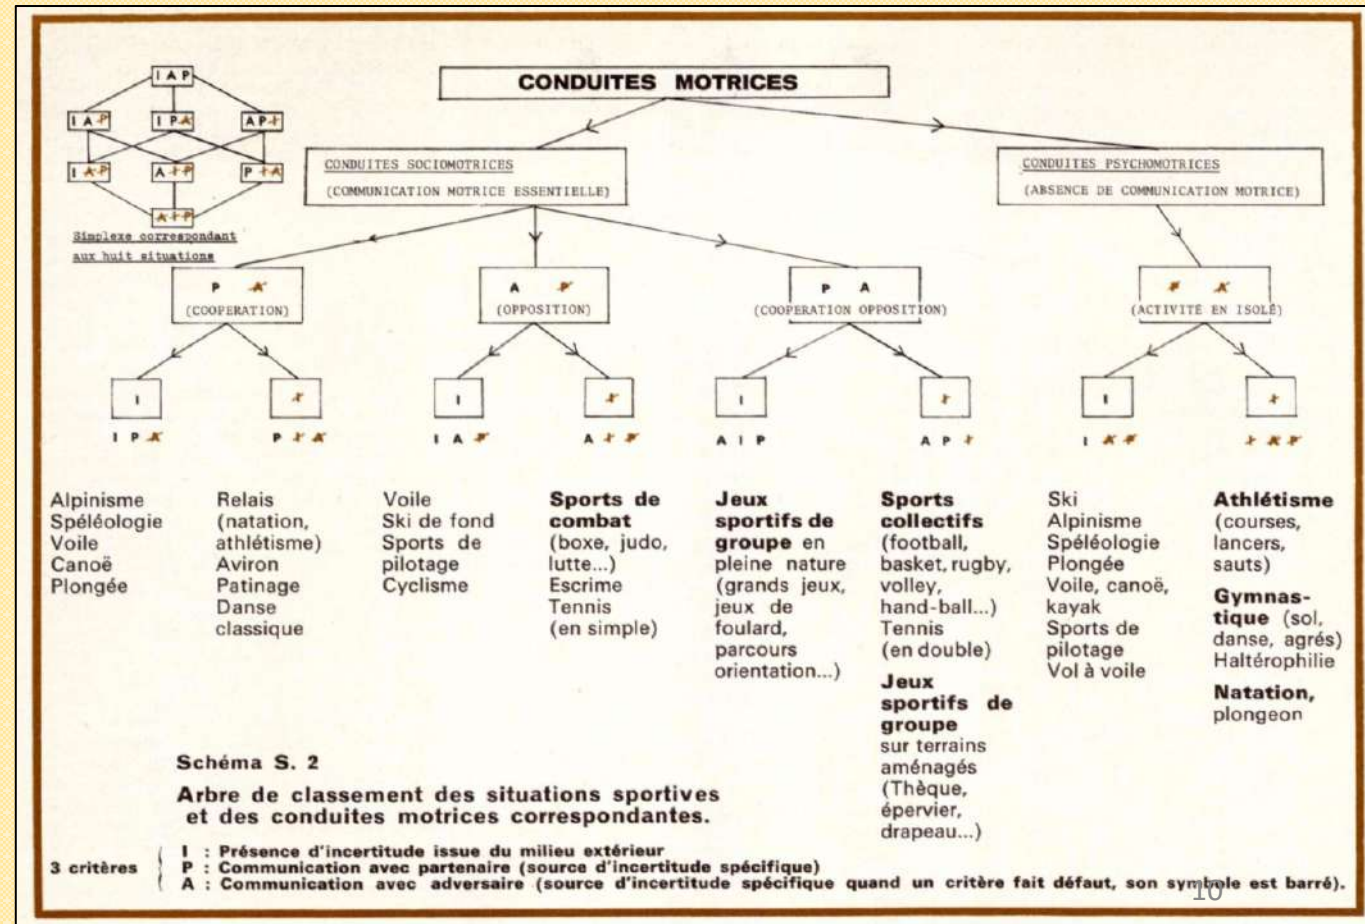 CONDUITES MOTRICES
I A P
I A P
I P A
A P I
I A P
A I P
P I A
A I P
Simplexe correspondant
aux huit situations
CONDUITES SOCIOMOTRICES
(COMMUNICATION MOTRICE ESSENTIELLE)
CONDUITES PSYCHOMOTRICES
(ABSENCE DE COMMUNICATION MOTRICE)
P A
(COOPERATION)
A P
(OPPOSITION)
P A
(COOPERATION OPPOSITION)
P A
(ACTIVITÉ EN ISOLÉ)
I
I
I
I
I
I
I
I
I P A
P I A
I A P
A I P
A I P
A P I
I A P
I A P
Alpinisme
Spéléologie
Voile
Canoë
Plongée
Relais
(natation,
athlétisme)
Aviron
Patinage
Danse
classique
Voile
Ski de fond
Sports de
pilotage
Cyclisme
Sports de
combat
(boxe, judo,
lutte...)
Escrime
Tennis
(en simple)
Jeux
sportifs de
groupe en
pleine nature
(grands jeux,
jeux de
foulard,
parcours
orientation...)
Sports
collectifs
(football,
basket, rugby,
volley,
hand-ball...)
Tennis
(en double)
Jeux
sportifs de
groupe
sur terrains
aménagés
(Thèque,
épervier,
drapeau...)
Ski
Alpinisme
Spéléologie
Plongée
Voile, canoë,
kayak
Sports de
pilotage
Vol à voile
Athlétisme
(courses,
lancers,
sauts)
Gymnas-
tique (sol,
danse, agrés)
Haltérophilie
Natation,
plongeon
Schéma S. 2
Arbre de classement des situations sportives
et des conduites motrices correspondantes.
3 critères
I : Présence d'incertitude issue du milieu extérieur
P : Communication avec partenaire (source d'incertitude spécifique)
A : Communication avec adversaire (source d'incertitude spécifique quand un critère fait défaut, son symbole est barré).
10